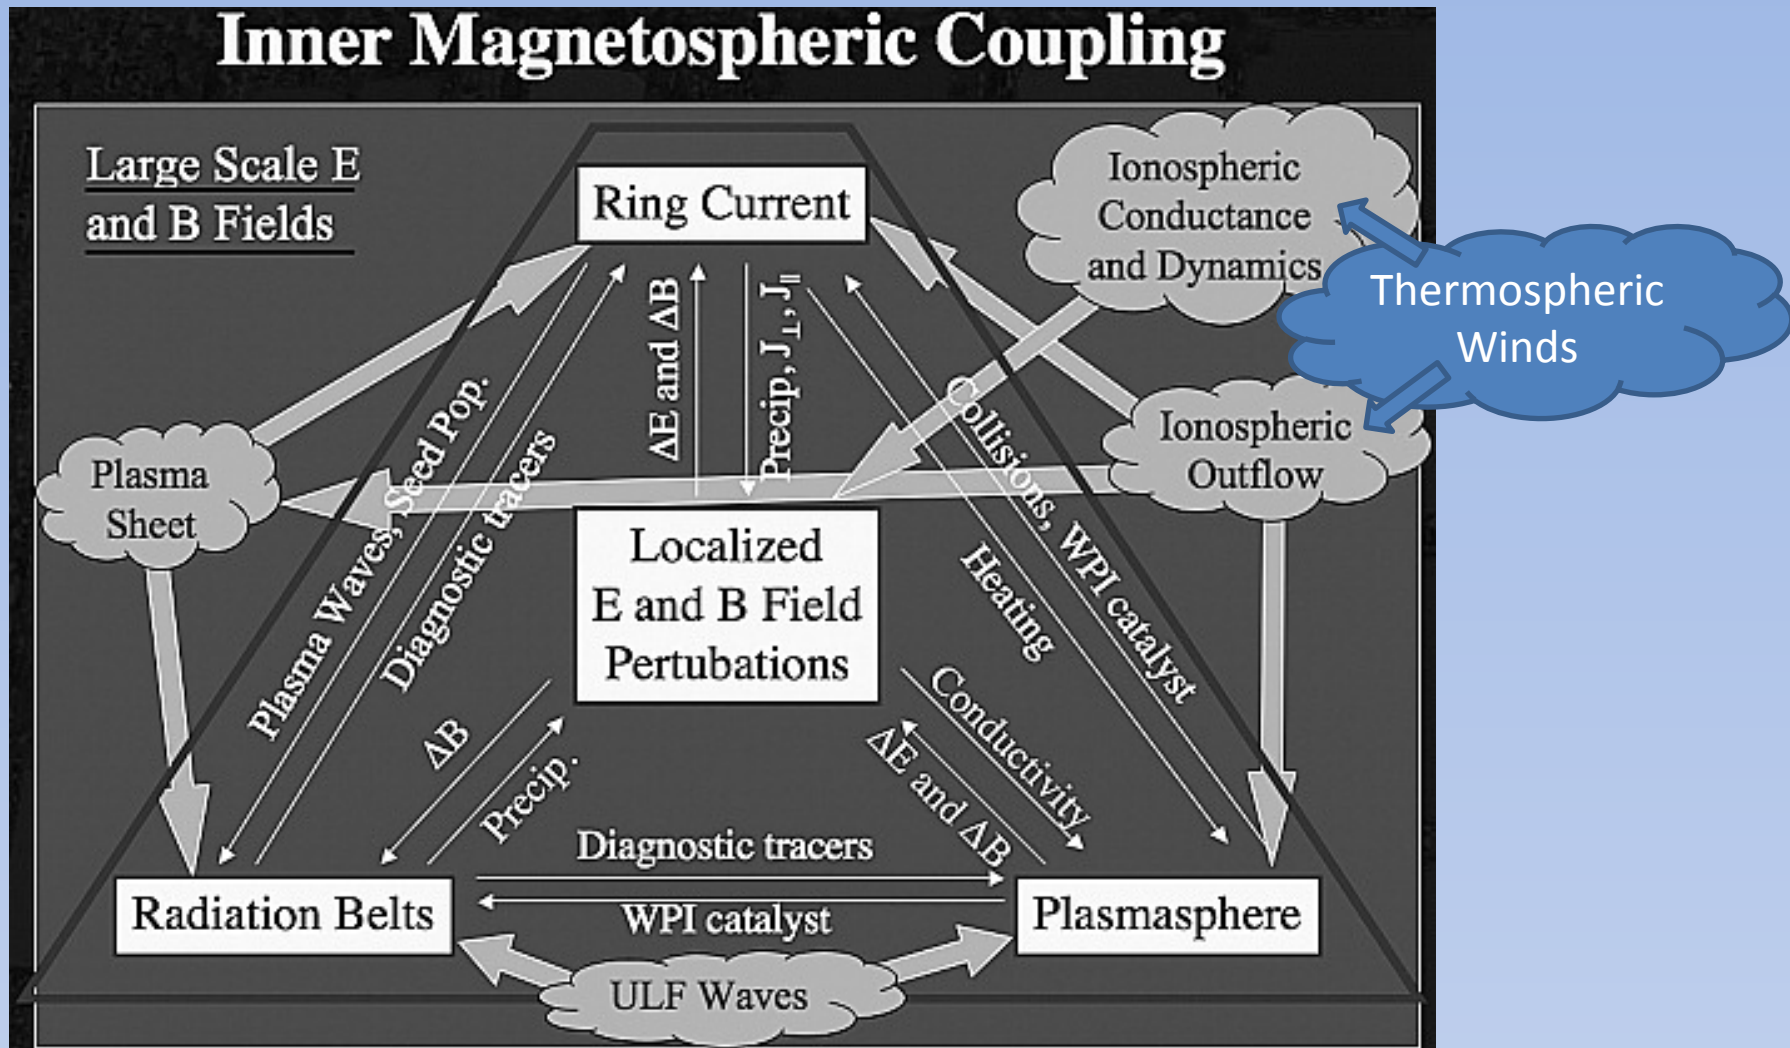 Inner Magnetospheric Coupling
Large Scale E
and B Fields
Ring Current
Ionospheric
Conductance
and Dynamics
Thermospheric
Winds
ΔE and ΔB
Precip, J⊥, J∥
Plasma Waves, Seed Pop.
Diagnostic tracers
Collisions, WPI catalyst
Heating
Plasma
Sheet
Ionospheric
Outflow
Localized
E and B Field
Pertubations
ΔB
Precip.
Conductivity
ΔE and ΔB
Diagnostic tracers
WPI catalyst
Radiation Belts
Plasmasphere
ULF Waves